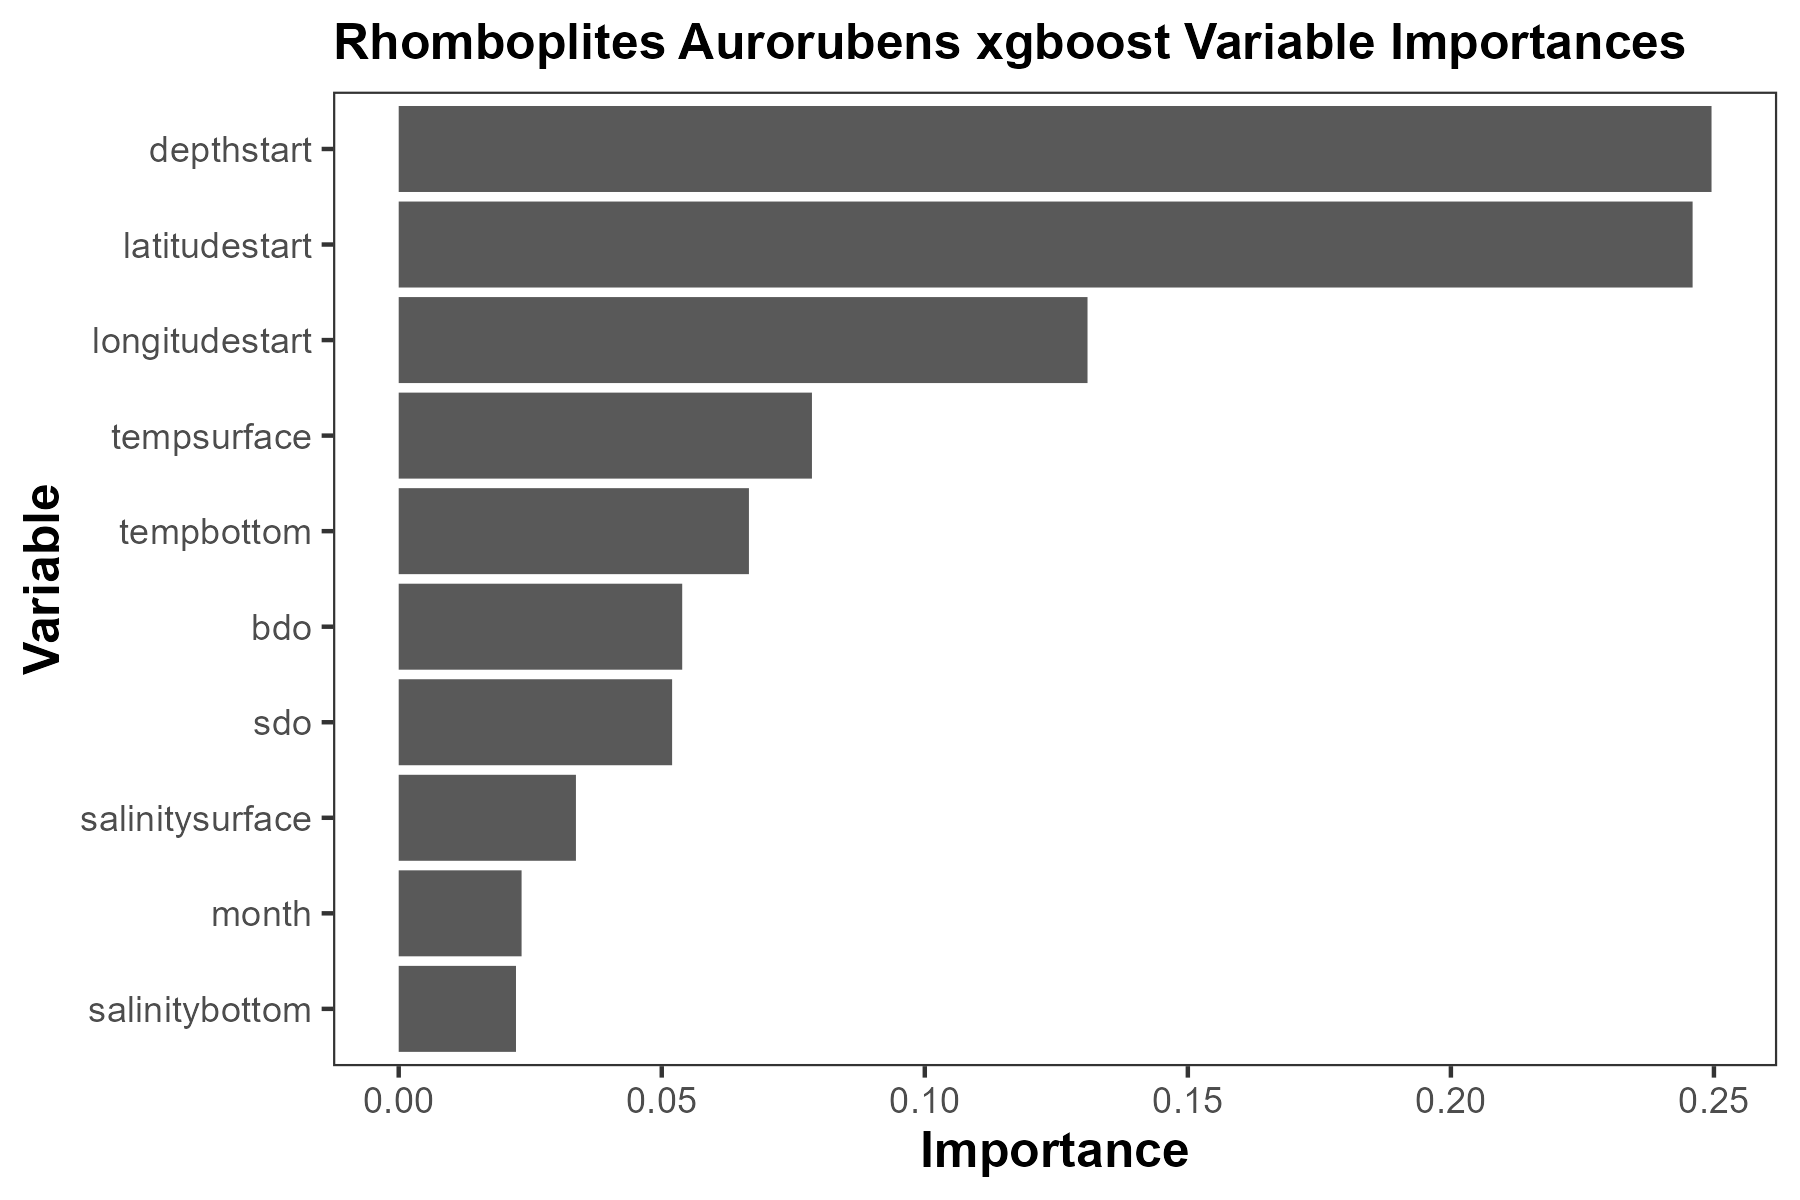 Rhomboplites Aurorubens xgboost Variable Importances
Variable
depthstart
latitudestart
longitudestart
tempsurface
tempbottom
bdo
sdo
salinitysurface
month
salinitybottom
0.00 0.05 0.10 0.15 0.20 0.25
Importance